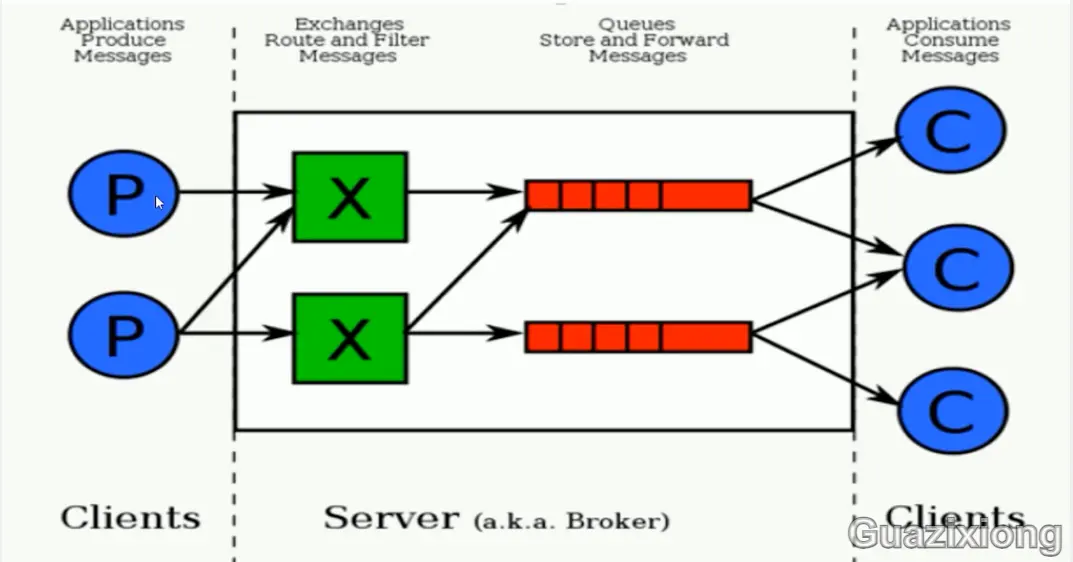 Applications
Produce
Messages
Exchanges
Route and Filter
Messages
Queues
Store and Forward
Messages
Applications
Consume
Messages
P
X
C
C
P
X
C
Clients
Server (a.k.a. Broker)
Clients
Guazixiong